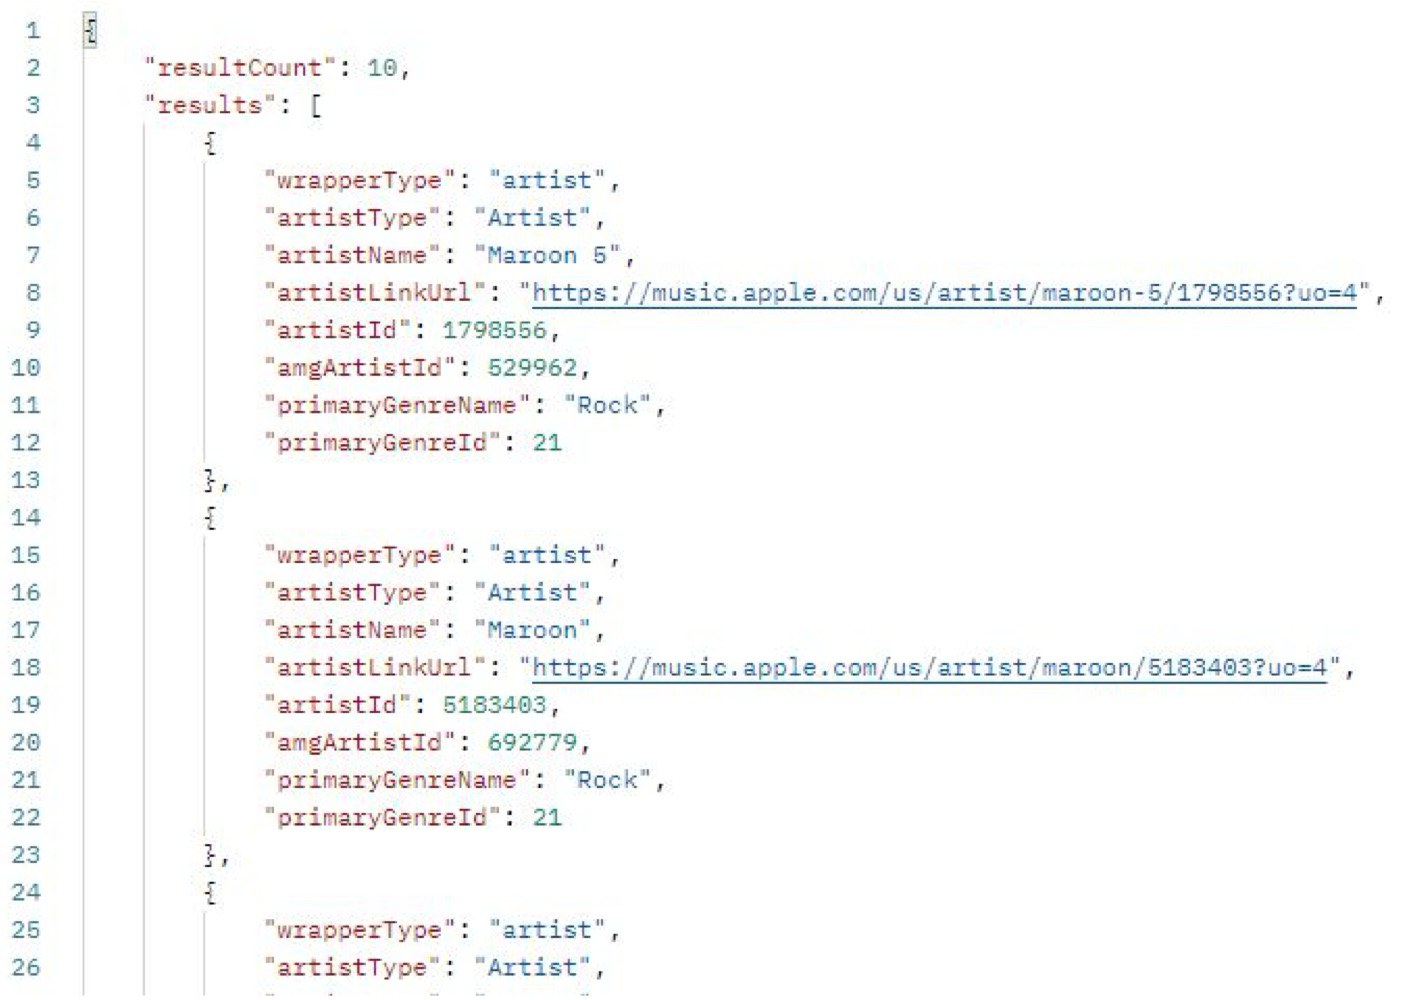 1 {
2 "resultCount": 10,
3 "results": [
4 {
5 "wrapperType": "artist",
6 "artistType": "Artist",
7 "artistName": "Maroon 5",
8 "artistLinkUrl": "https://music.apple.com/us/artist/maroon-5/1798556?uo=4",
9 "artistId": 1798556,
10 "amgArtistId": 529962,
11 "primaryGenreName": "Rock",
12 "primaryGenreId": 21
13 },
14 {
15 "wrapperType": "artist",
16 "artistType": "Artist",
17 "artistName": "Maroon",
18 "artistLinkUrl": "https://music.apple.com/us/artist/maroon/5183403?uo=4",
19 "artistId": 5183403,
20 "amgArtistId": 692779,
21 "primaryGenreName": "Rock",
22 "primaryGenreId": 21
23 },
24 {
25 "wrapperType": "artist",
26 "artistType": "Artist",